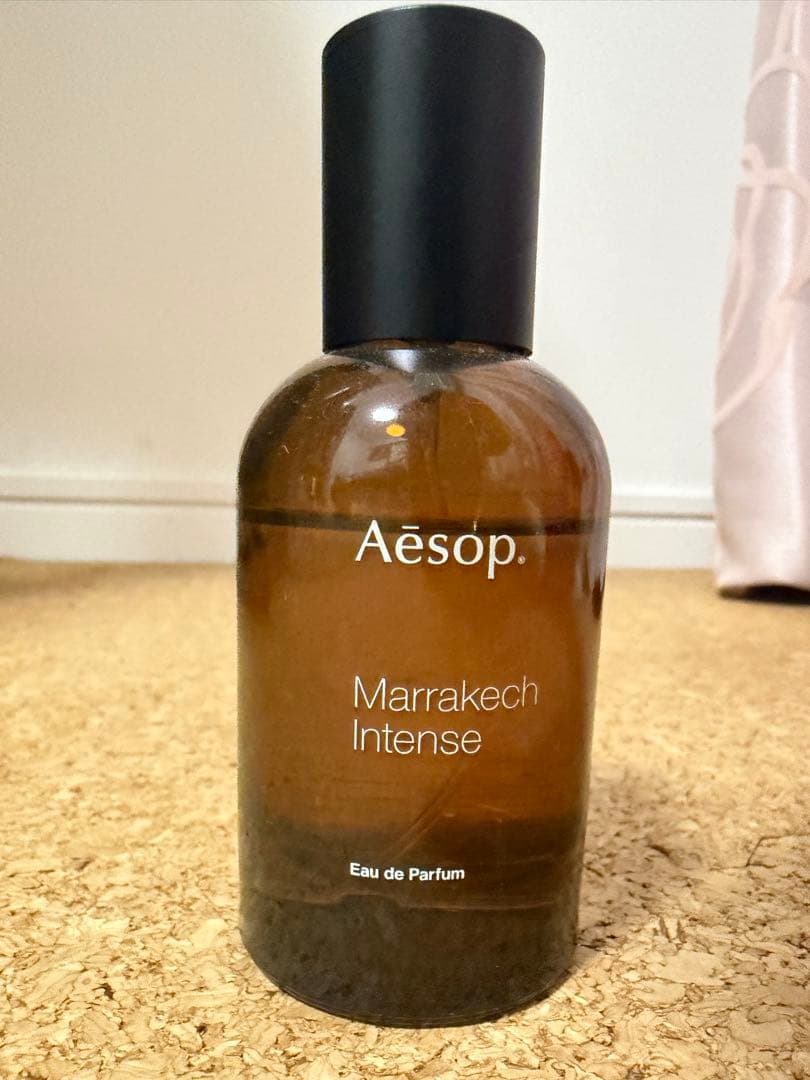 Aēsop®
Marrakech
Intense
Eau de Parfum